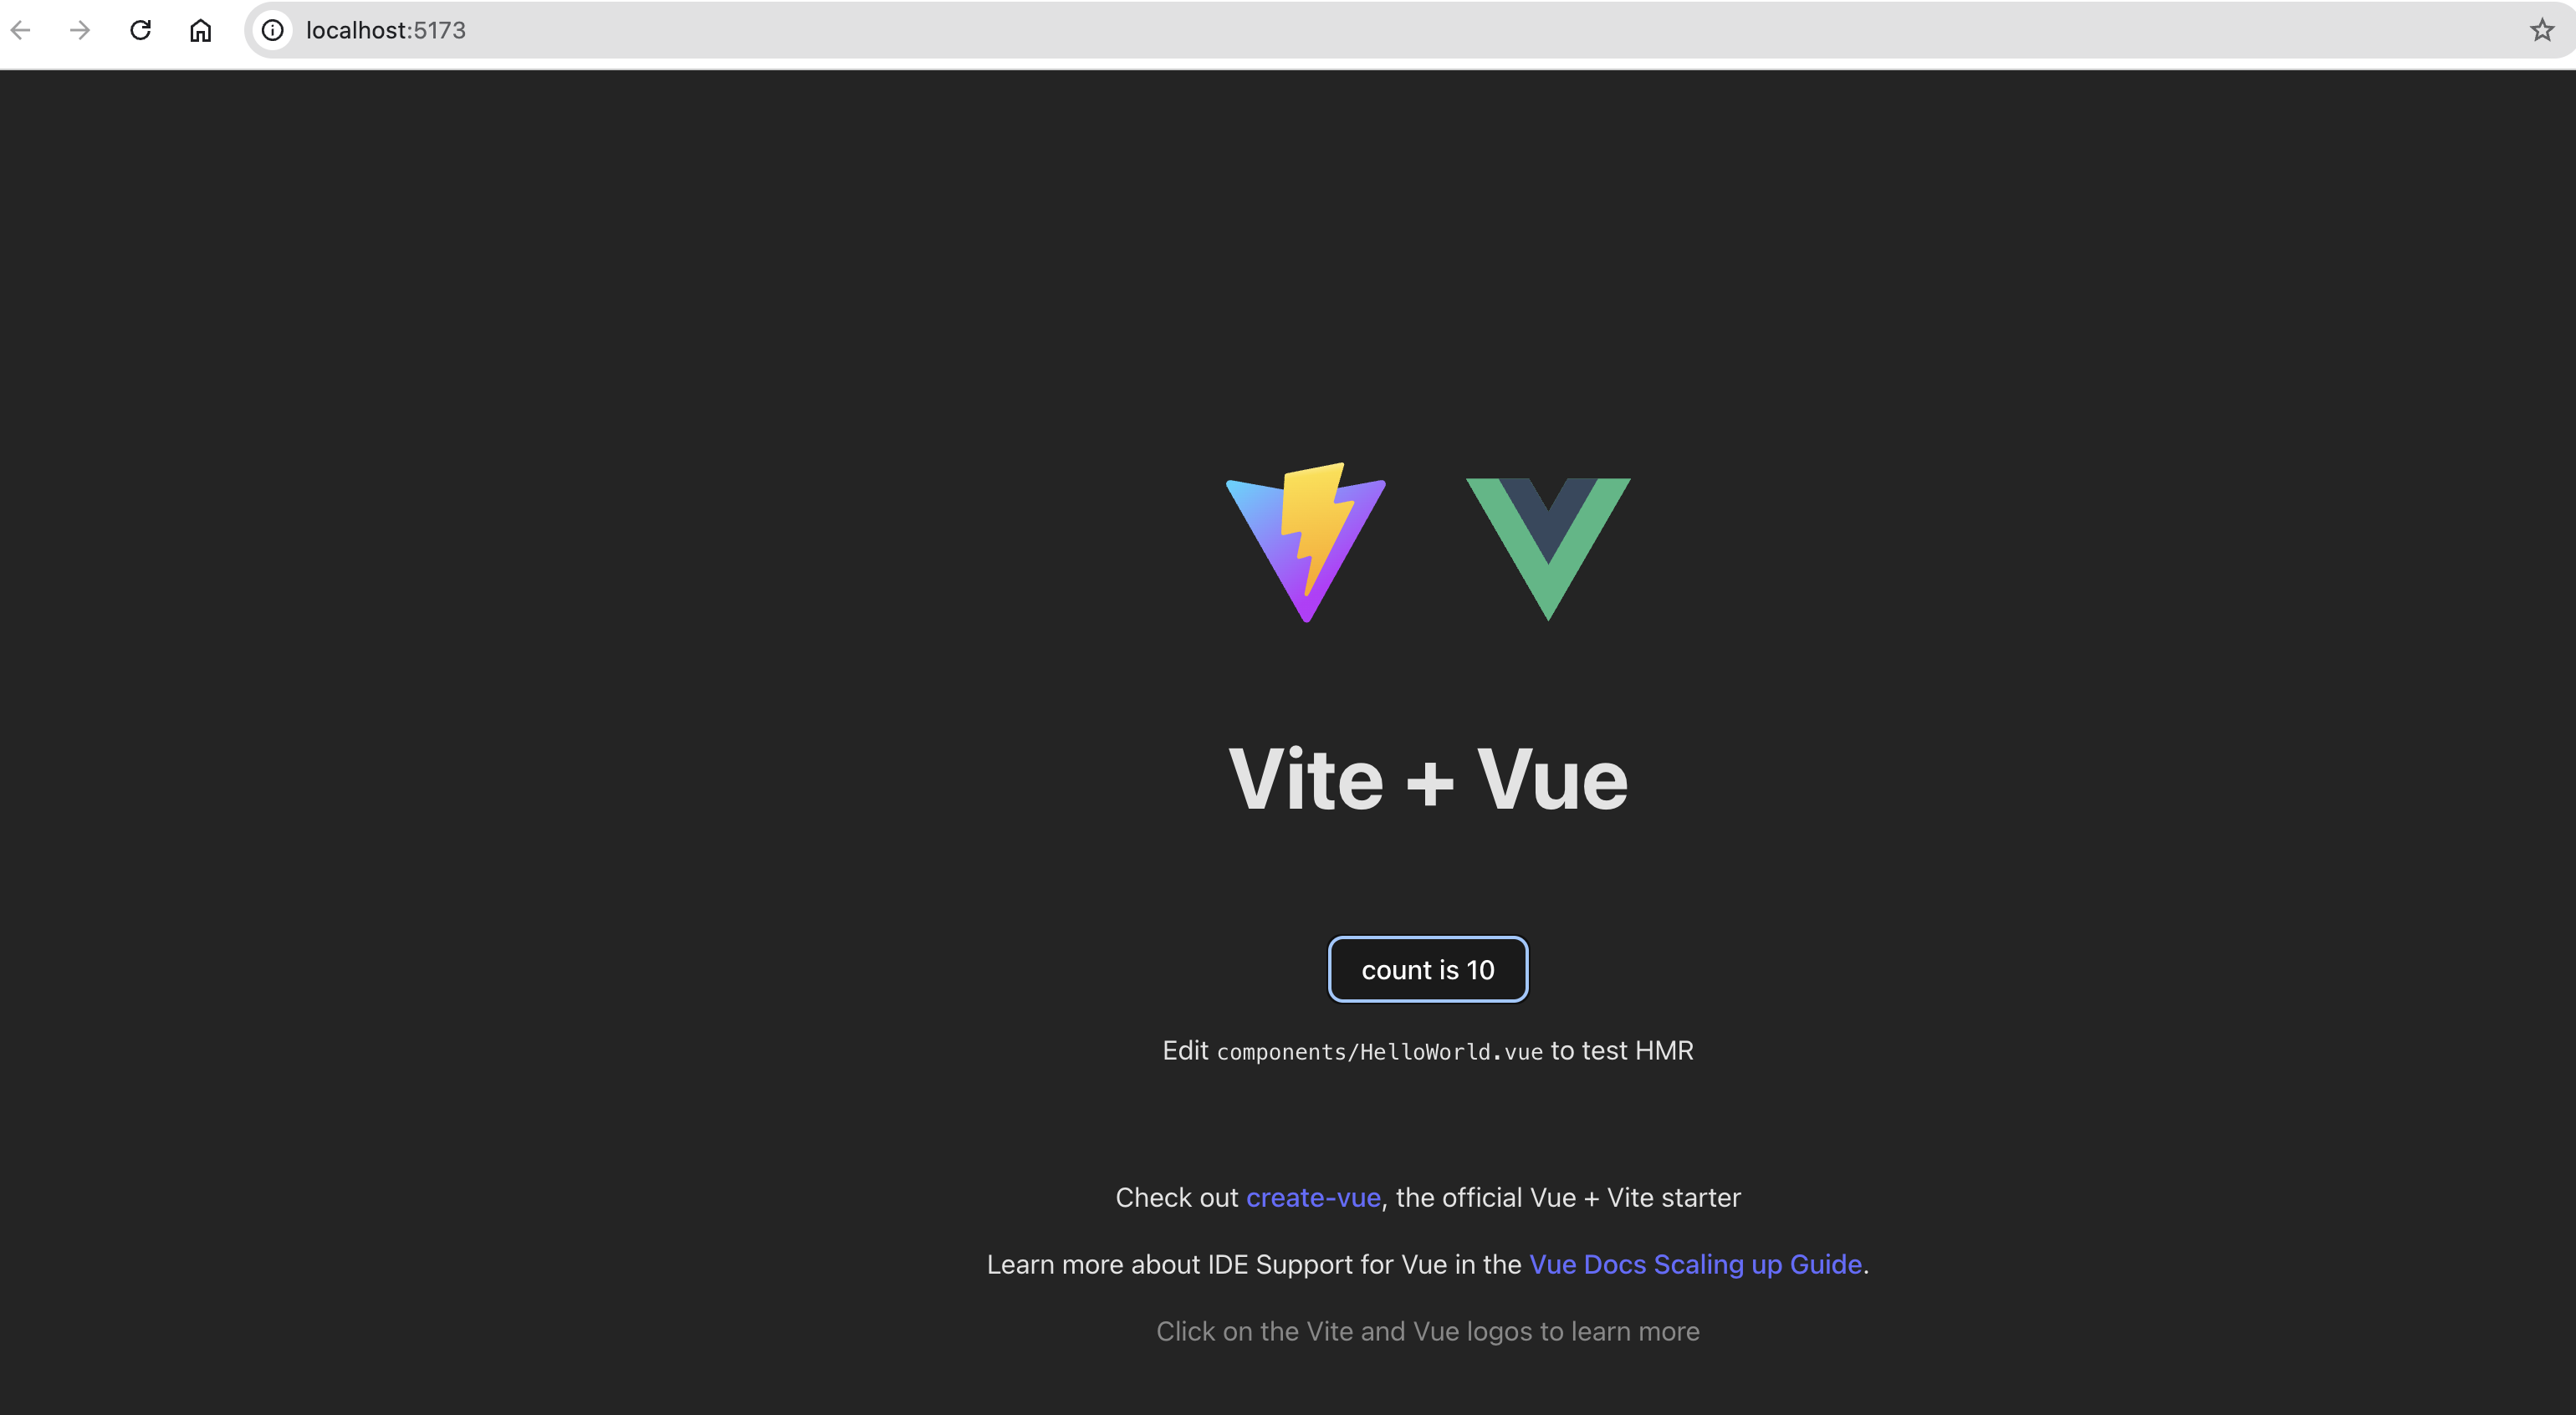 localhost:5173
Vite + Vue
count is 10
Edit components/HelloWorld.vue to test HMR
Check out create-vue, the official Vue + Vite starter
Learn more about IDE Support for Vue in the Vue Docs Scaling up Guide.
Click on the Vite and Vue logos to learn more